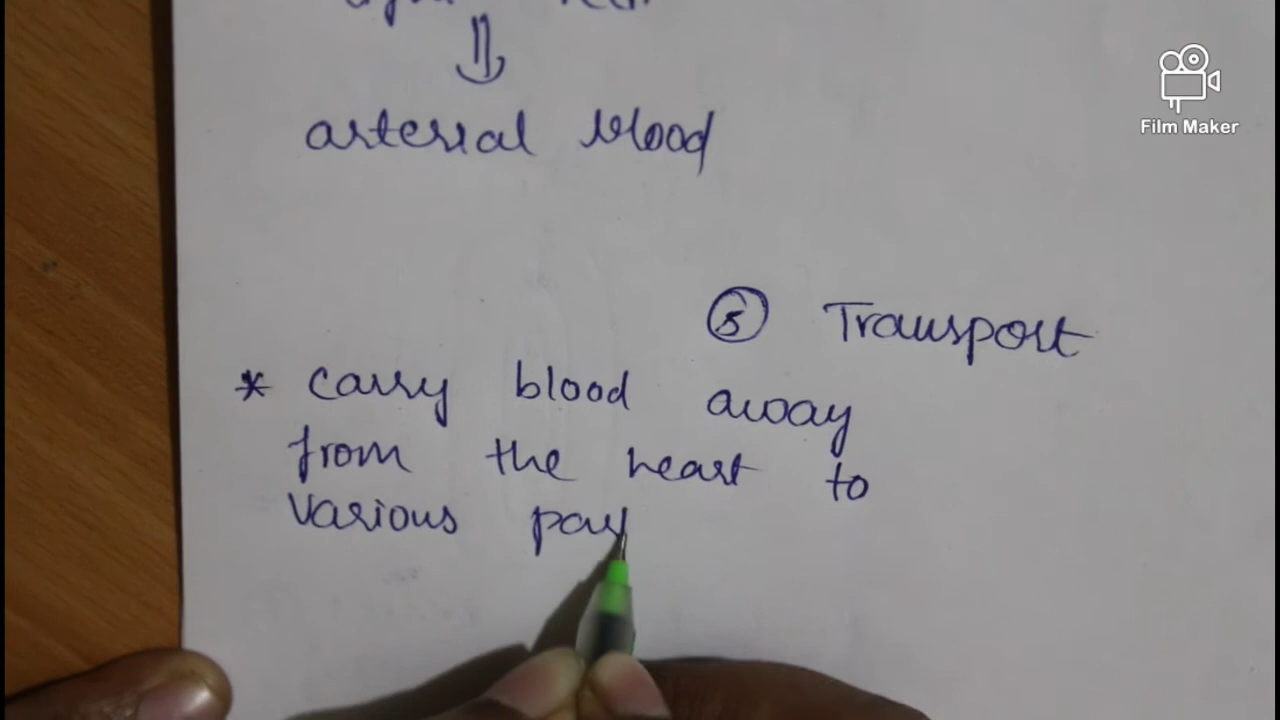 arterial blood
Film Maker
⑤ Transport
* carry blood away
from the heart to
various par